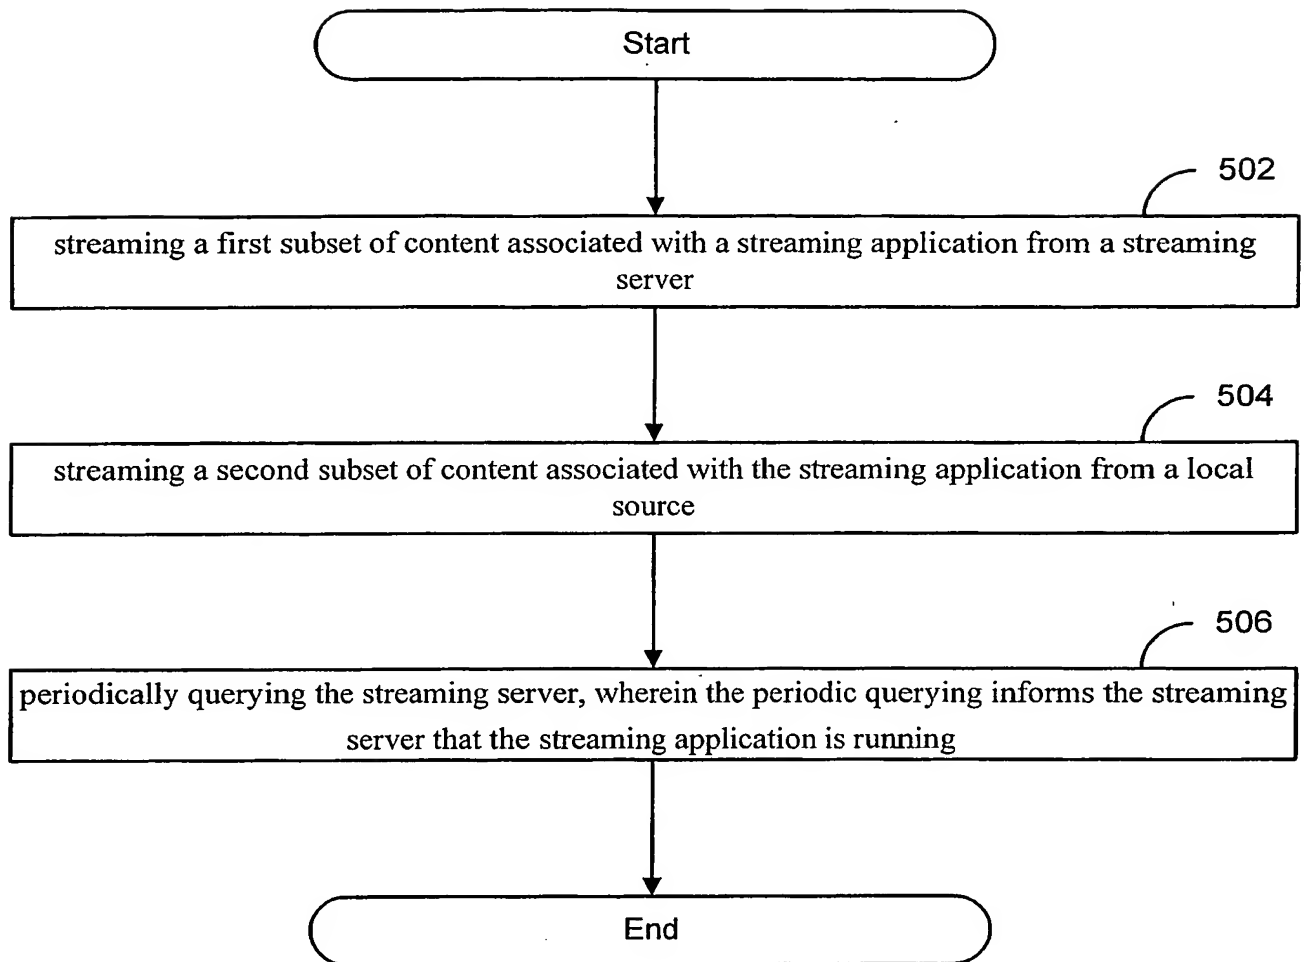 Start
502
streaming a first subset of content associated with a streaming application from a streaming
server
504
streaming a second subset of content associated with the streaming application from a local
source
506
periodically querying the streaming server, wherein the periodic querying informs the streaming
server that the streaming application is running
End